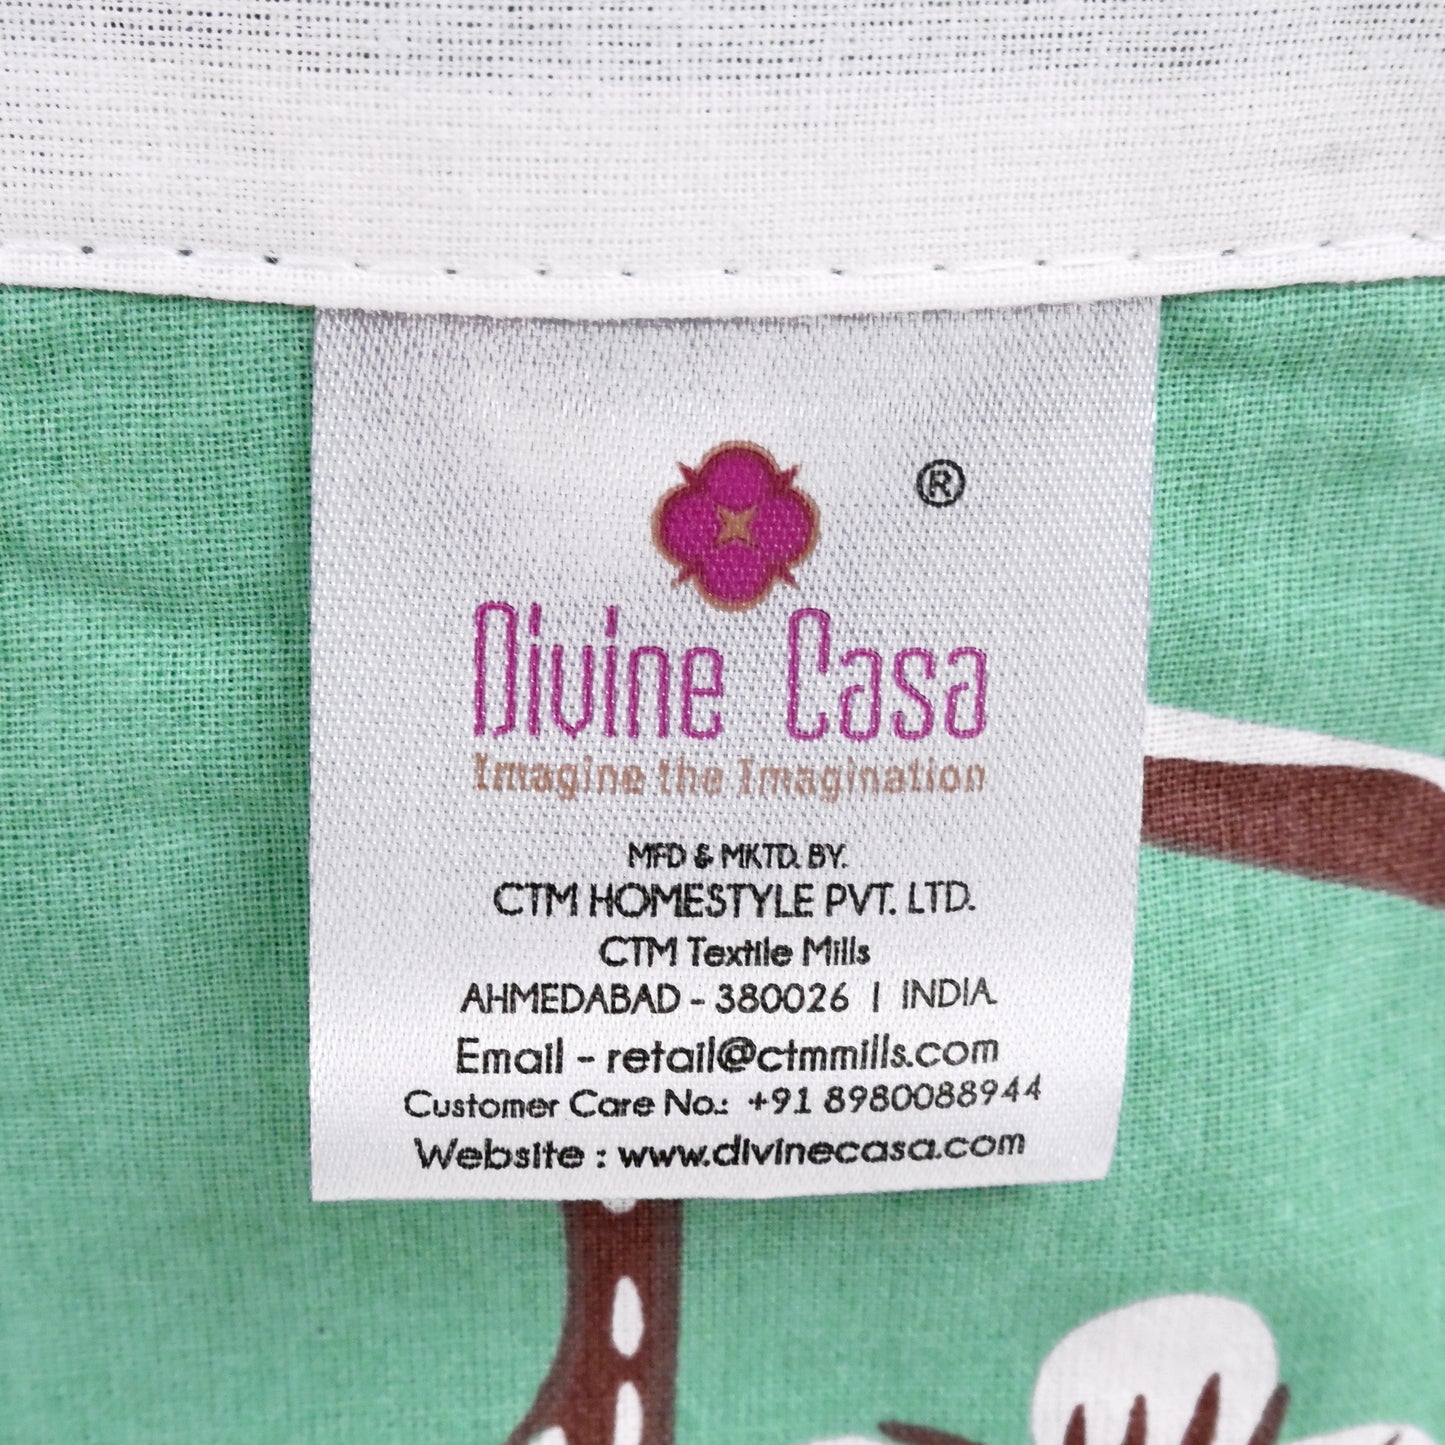 ®
Divine Casa
Imagine the Imagination
MFD & MKTD. BY.
CTM HOMESTYLE PVT. LTD.
CTM Textile Mills
AHMEDABAD - 380026 | INDIA.
Email - retail@ctmmills.com
Customer Care No.: +91 8980088944
Website : www.divinecasa.com